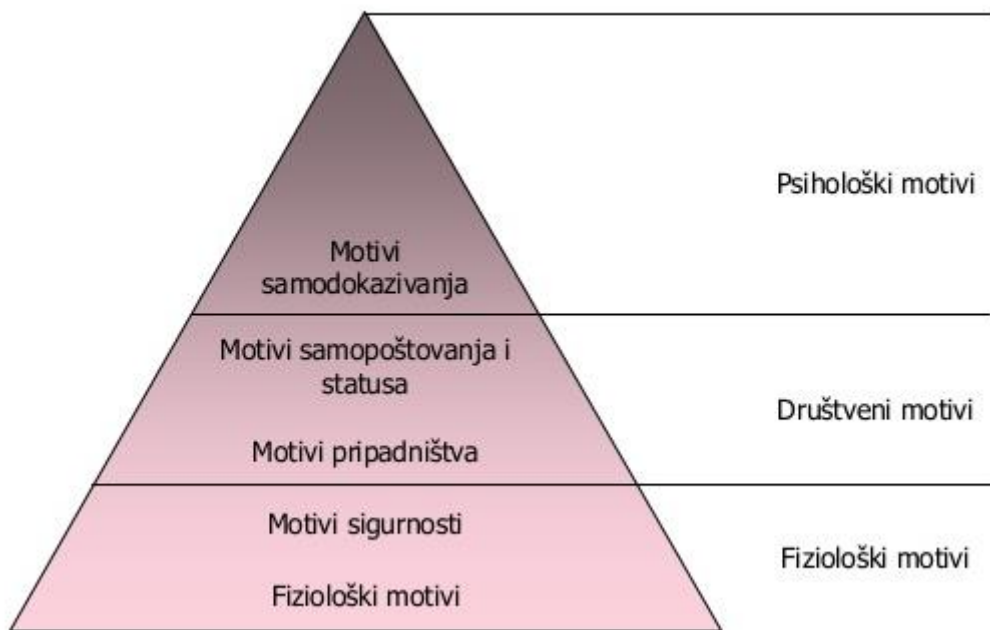 Psihološki motivi
Motivi
samodokazivanja
Motivi samopoštovanja i
statusa
Društveni motivi
Motivi pripadništva
Motivi sigurnosti
Fiziološki motivi
Fiziološki motivi